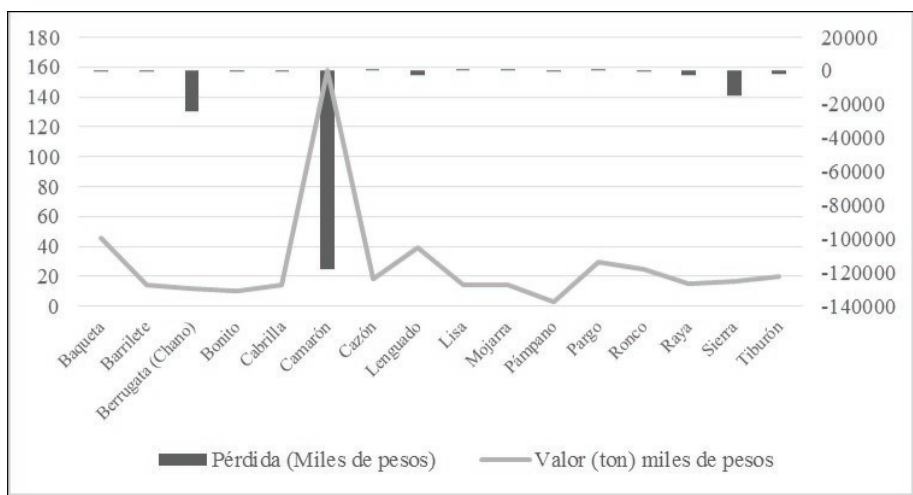 180
160
140
120
100
80
60
40
20
0
20000
0
-20000
-40000
-60000
-80000
-100000
-120000
-140000
Baqueta
Barrilete
Berrugata (Chano)
Bonito
Cabrilla
Camarón
Cazón
Lenguado
Lisa
Mojarra
Pámpano
Pargo
Ronco
Raya
Sierra
Tiburón
Pérdida (Miles de pesos)
Valor (ton) miles de pesos